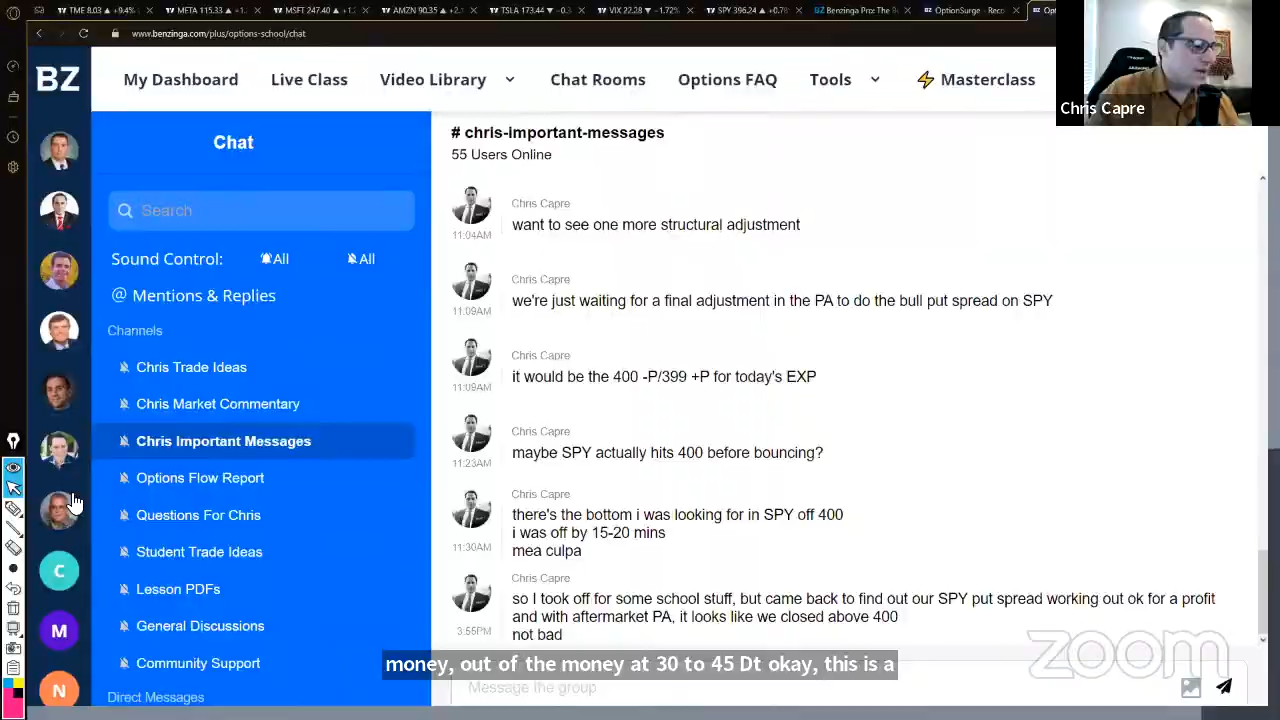 TME 8.03 ▲ +9.4%
META 115.33 ▲ +1.
MSFT 247.40 ▲ +1.2
AMZN 90.35 ▲ +2.
TSLA 173.44 ▼ −0.
VIX 22.28 ▼ −1.72%
SPY 396.24 ▲ +0.78
Benzinga Pro: The 9
OptionSurge - Reco
Opt
www.benzinga.com/plus/options-school/chat
BZ
My Dashboard
Live Class
Video Library
Chat Rooms
Options FAQ
Tools
Masterclass
Chris Capre
Chat
Search
Sound Control:
All
All
@ Mentions & Replies
Channels
Chris Trade Ideas
Chris Market Commentary
Chris Important Messages
Options Flow Report
Questions For Chris
Student Trade Ideas
Lesson PDFs
General Discussions
Community Support
Direct Messages
C
M
N
# chris-important-messages
55 Users Online
Chris Capre
want to see one more structural adjustment
11:04AM
Chris Capre
we're just waiting for a final adjustment in the PA to do the bull put spread on SPY
11:09AM
Chris Capre
it would be the 400 -P/399 +P for today's EXP
11:09AM
Chris Capre
maybe SPY actually hits 400 before bouncing?
11:23AM
Chris Capre
there's the bottom i was looking for in SPY off 400
i was off by 15-20 mins
mea culpa
11:30AM
Chris Capre
so I took off for some school stuff, but came back to find out our SPY put spread working out ok for a profit
and with aftermarket PA, it looks like we closed above 400
not bad
3:55PM
money, out of the money at 30 to 45 Dt okay, this is a
Message the group
zoom